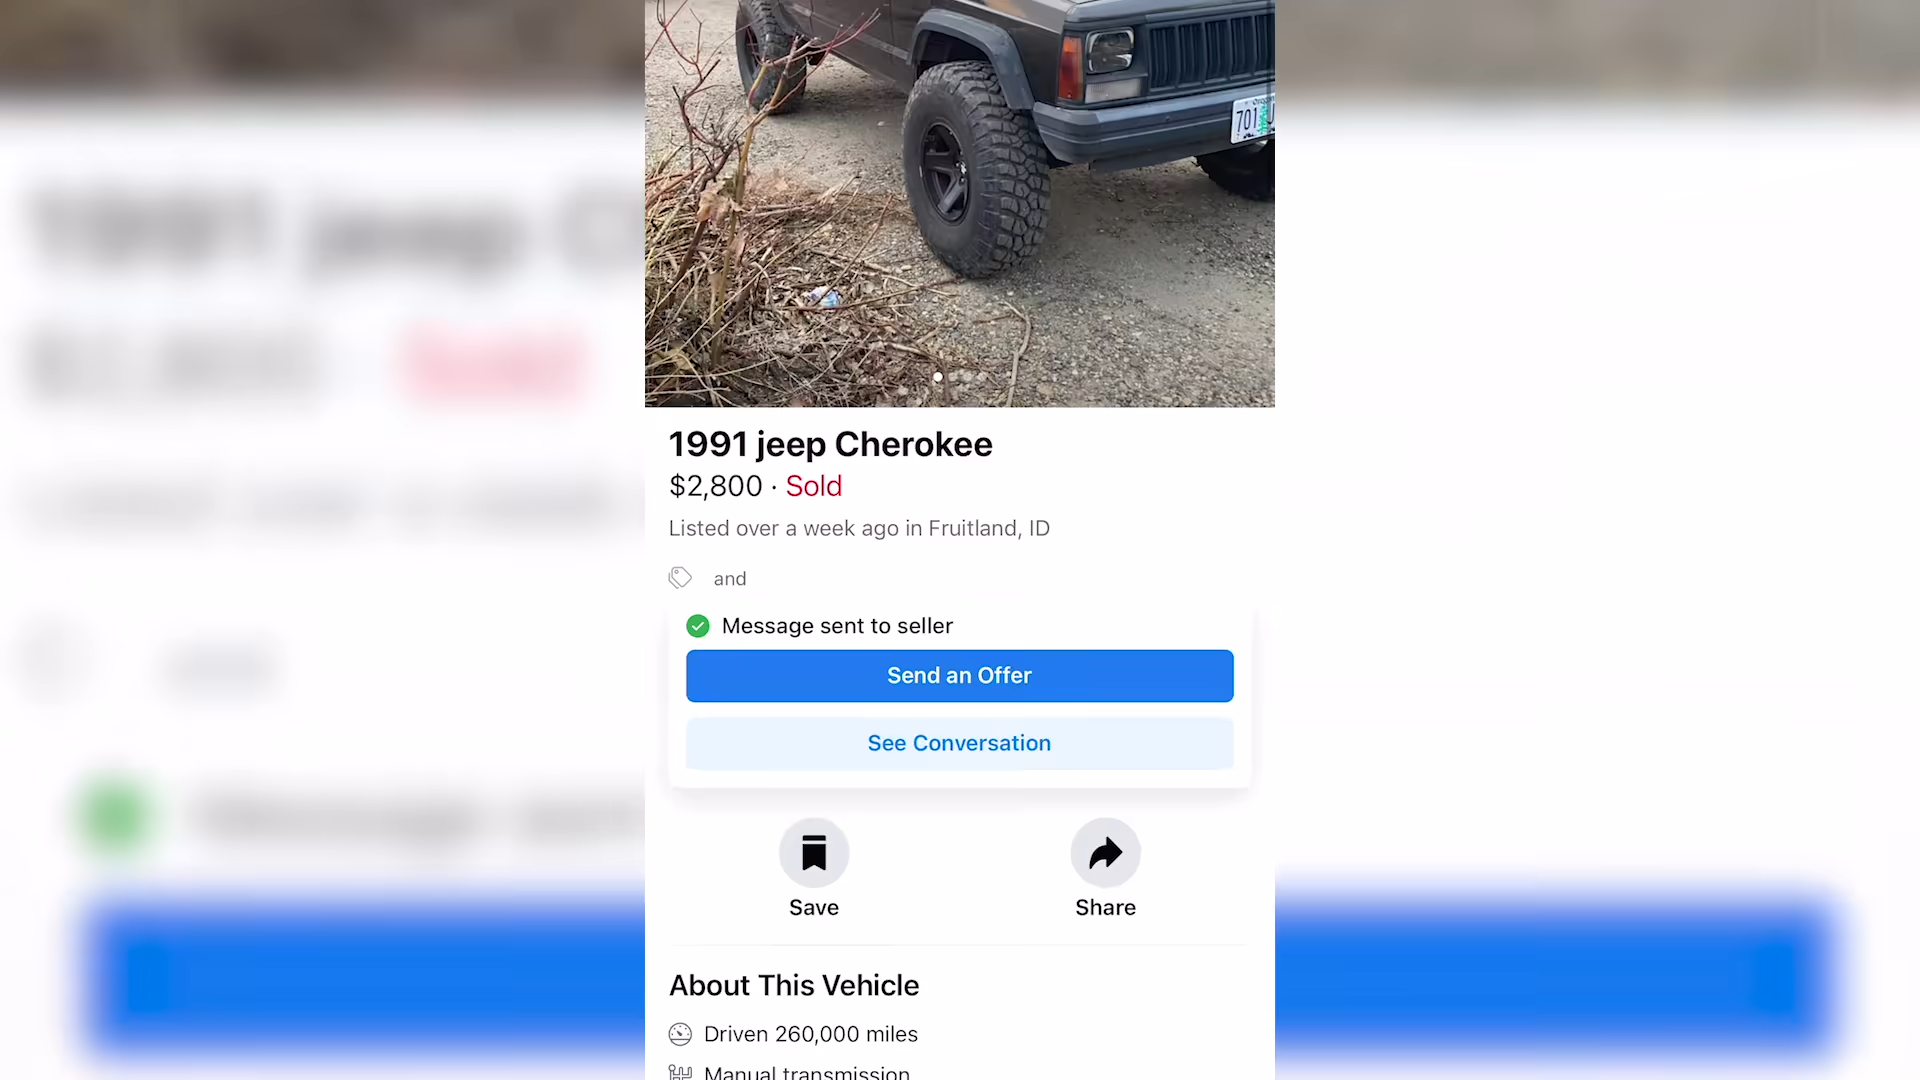 701
1991 jeep Cherokee
$2,800 · Sold
Listed over a week ago in Fruitland, ID
and
Message sent to seller
Send an Offer
See Conversation
Save
Share
About This Vehicle
Driven 260,000 miles
Manual transmission